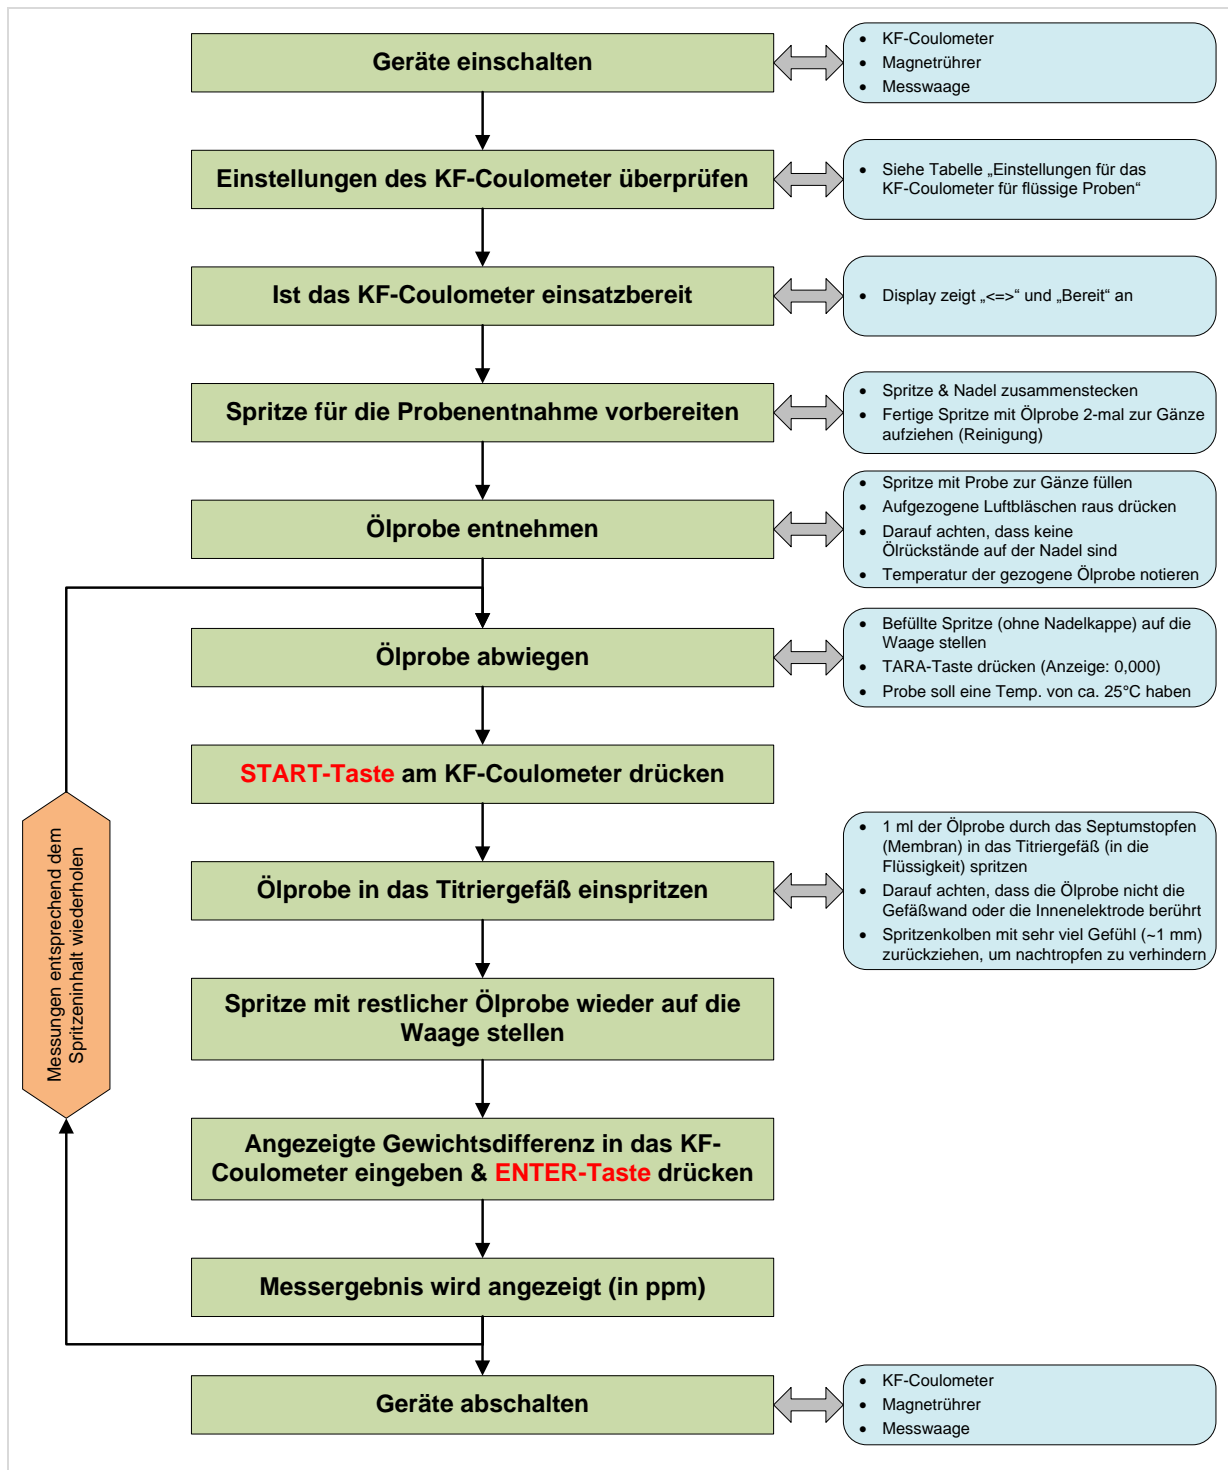 Geräte einschalten
• KF-Coulometer
• Magnetrührer
• Messwaage
Einstellungen des KF-Coulometer überprüfen
• Siehe Tabelle „Einstellungen für das
KF-Coulometer für flüssige Proben“
Ist das KF-Coulometer einsatzbereit
• Display zeigt „<=>“ und „Bereit“ an
Spritze für die Probenentnahme vorbereiten
• Spritze & Nadel zusammenstecken
• Fertige Spritze mit Ölprobe 2-mal zur Gänze
aufziehen (Reinigung)
Ölprobe entnehmen
• Spritze mit Probe zur Gänze füllen
• Aufgezogene Luftbläschen raus drücken
• Darauf achten, dass keine
Ölrückstände auf der Nadel sind
• Temperatur der gezogene Ölprobe notieren
Ölprobe abwiegen
• Befüllte Spritze (ohne Nadelkappe) auf die
Waage stellen
• TARA-Taste drücken (Anzeige: 0,000)
• Probe soll eine Temp. von ca. 25°C haben
START-Taste am KF-Coulometer drücken
Ölprobe in das Titriergefäß einspritzen
• 1 ml der Ölprobe durch das Septumstopfen
(Membran) in das Titriergefäß (in die
Flüssigkeit) spritzen
• Darauf achten, dass die Ölprobe nicht die
Gefäßwand oder die Innenelektrode berührt
• Spritzenkolben mit sehr viel Gefühl (~1 mm)
zurückziehen, um nachtropfen zu verhindern
Messungen entsprechend dem
Spritzeninhalt wiederholen
Spritze mit restlicher Ölprobe wieder auf die
Waage stellen
Angezeigte Gewichtsdifferenz in das KF-
Coulometer eingeben & ENTER-Taste drücken
Messergebnis wird angezeigt (in ppm)
Geräte abschalten
• KF-Coulometer
• Magnetrührer
• Messwaage